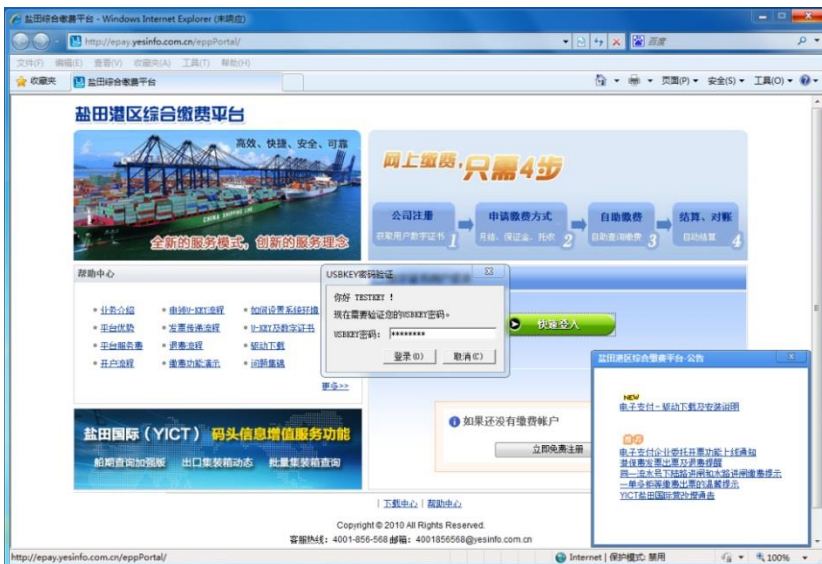 盐田综合缴费平台 - Windows Internet Explorer (未响应)
http://epay.yesinfo.com.cn/eppPortal/
百度
文件(F) 编辑(E) 查看(V) 收藏夹(A) 工具(T) 帮助(H)
收藏夹 盐田综合缴费平台 页面(P) 安全(S) 工具(O)
盐田港区综合缴费平台
高效、快捷、安全、可靠
CHINA SHIPPING LINE
全新的服务模式，创新的服务理念
网上缴费，只需4步
公司注册 申请缴费方式 自助缴费 结算、对账
获取用户数字证书 1 月结、保证金、托收 2 自助查询缴费 3 自动结算 4
帮助中心
业务介绍 申领U-KEY流程 如何设置系统环境
平台优势 发票传递流程 U-KEY及数字证书
平台服务费 退费流程 驱动下载
开户流程 缴费功能演示 问题集锦
更多>>
USBKEY密码验证
你好 TESTKEY !
现在需要验证您的USBKEY密码。
USBKEY密码: ********
登录(O) 取消(C)
快速登入
盐田国际（YICT）码头信息增值服务功能
船期查询加强版 出口集装箱动态 批量集装箱查询
如果还没有缴费帐户
立即免费注册
盐田港区综合缴费平台-公告
NEW
电子支付-驱动下载及安装说明
推荐
电子支付企业委托开票功能上线通知
港保费发票出票及退费提醒
同一流水号下陆路进闸和水路进闸缴费提示
一单多柜等缴费出票的温馨提示
YICT盐田国际营改增通告
| 下载中心 | 帮助中心
Copyright © 2010 All Rights Reserved.
客服热线: 4001-856-568 邮箱: 4001856568@yesinfo.com.cn
http://epay.yesinfo.com.cn/eppPortal/ Internet | 保护模式: 禁用 100%